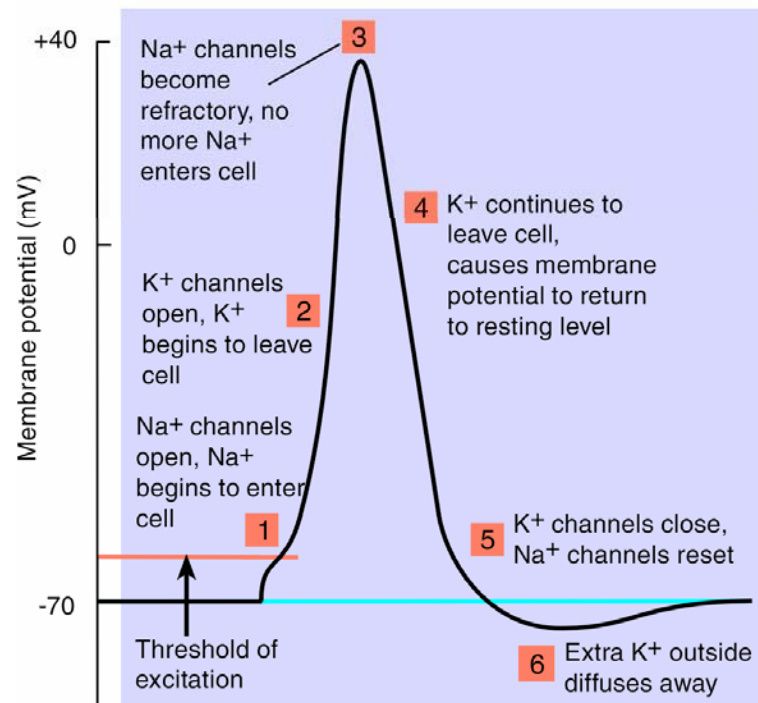 +40
0
-70
Membrane potential (mV)
3
Na+ channels
become
refractory, no
more Na+
enters cell
4
K+ continues to
leave cell,
causes membrane
potential to return
to resting level
2
K+ channels
open, K+
begins to leave
cell
1
Na+ channels
open, Na+
begins to enter
cell
5
K+ channels close,
Na+ channels reset
Threshold of
excitation
6
Extra K+ outside
diffuses away